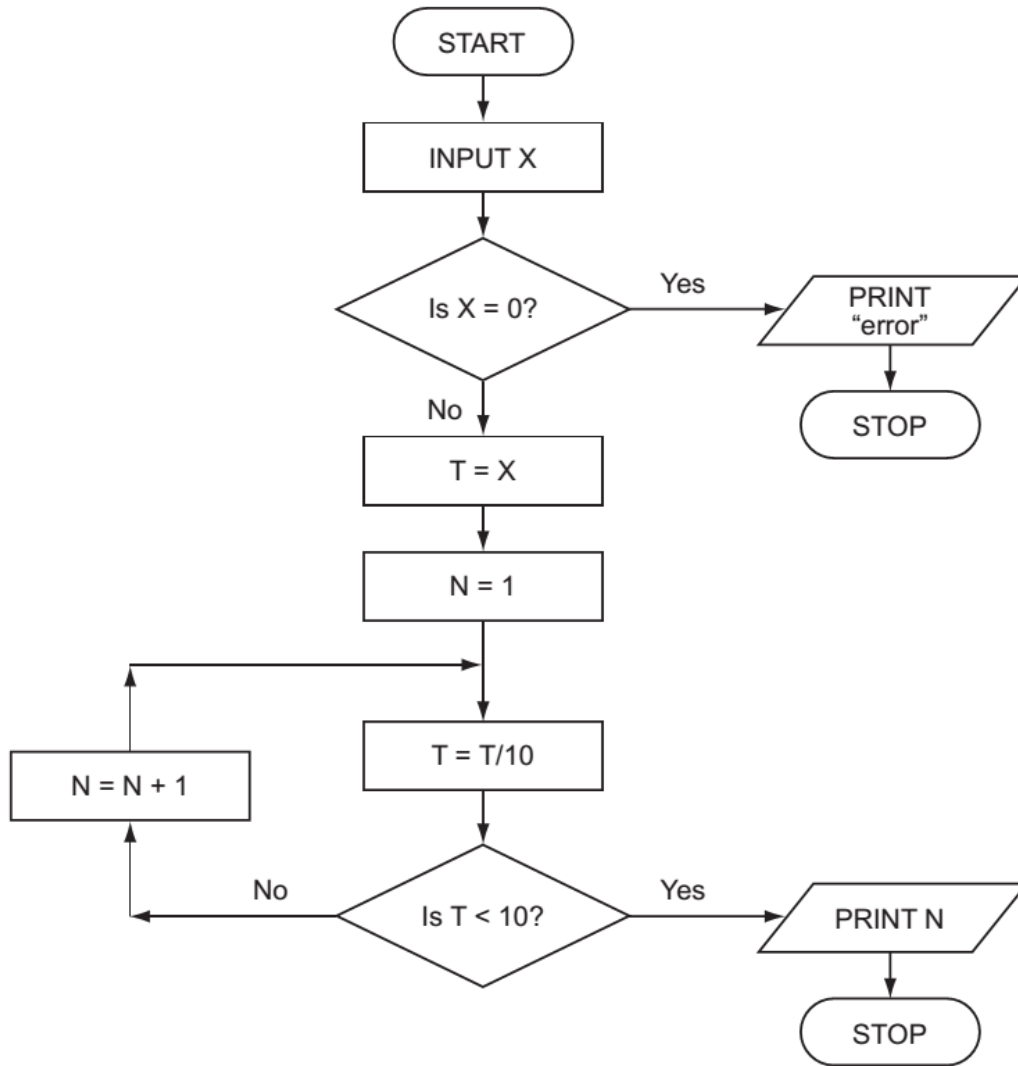 START
INPUT X
Is X = 0?
Yes
PRINT
“error”
STOP
No
T = X
N = 1
T = T/10
N = N + 1
Is T < 10?
No
Yes
PRINT N
STOP